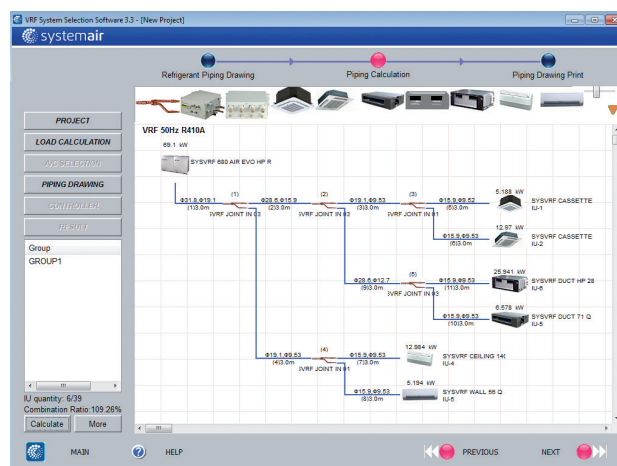 VRF System Selection Software 3.3 - [New Project]
systemair
Refrigerant Piping Drawing
Piping Calculation
Piping Drawing Print
PROJECT
LOAD CALCULATION
A/C SELECTION
PIPING DRAWING
CONTROLLER
RESULT
Group
GROUP1
IU quantity: 6/39
Combination Ratio:109.26%
Calculate
More
VRF 50Hz R410A
69.1 kW
SYSVRF 680 AIR EVO HP R
Φ31.8,Φ19.1
(1)3.0m
(1)
SVRF JOINT IN 03
Φ28.6,Φ15.9
(2)3.0m
(2)
SVRF JOINT IN 03
Φ19.1,Φ9.53
(3)3.0m
(3)
SVRF JOINT IN 01
Φ15.9,Φ9.52
(5)3.0m
5.188 kW
SYSVRF CASSETTE
IU-1
Φ15.9,Φ9.53
(6)3.0m
12.97 kW
SYSVRF CASSETTE
IU-2
Φ28.6,Φ12.7
(9)3.0m
(5)
SVRF JOINT IN 03
Φ15.9,Φ9.53
(11)3.0m
25.941 kW
SYSVRF DUCT HP 28
IU-6
Φ15.9,Φ9.53
(10)3.0m
6.578 kW
SYSVRF DUCT 71 Q
IU-5
Φ19.1,Φ9.53
(4)3.0m
(4)
SVRF JOINT IN 01
Φ15.9,Φ9.53
(7)3.0m
12.984 kW
SYSVRF CEILING 140
IU-4
Φ15.9,Φ9.53
(8)3.0m
5.194 kW
SYSVRF WALL 56 Q
IU-5
MAIN
HELP
PREVIOUS
NEXT